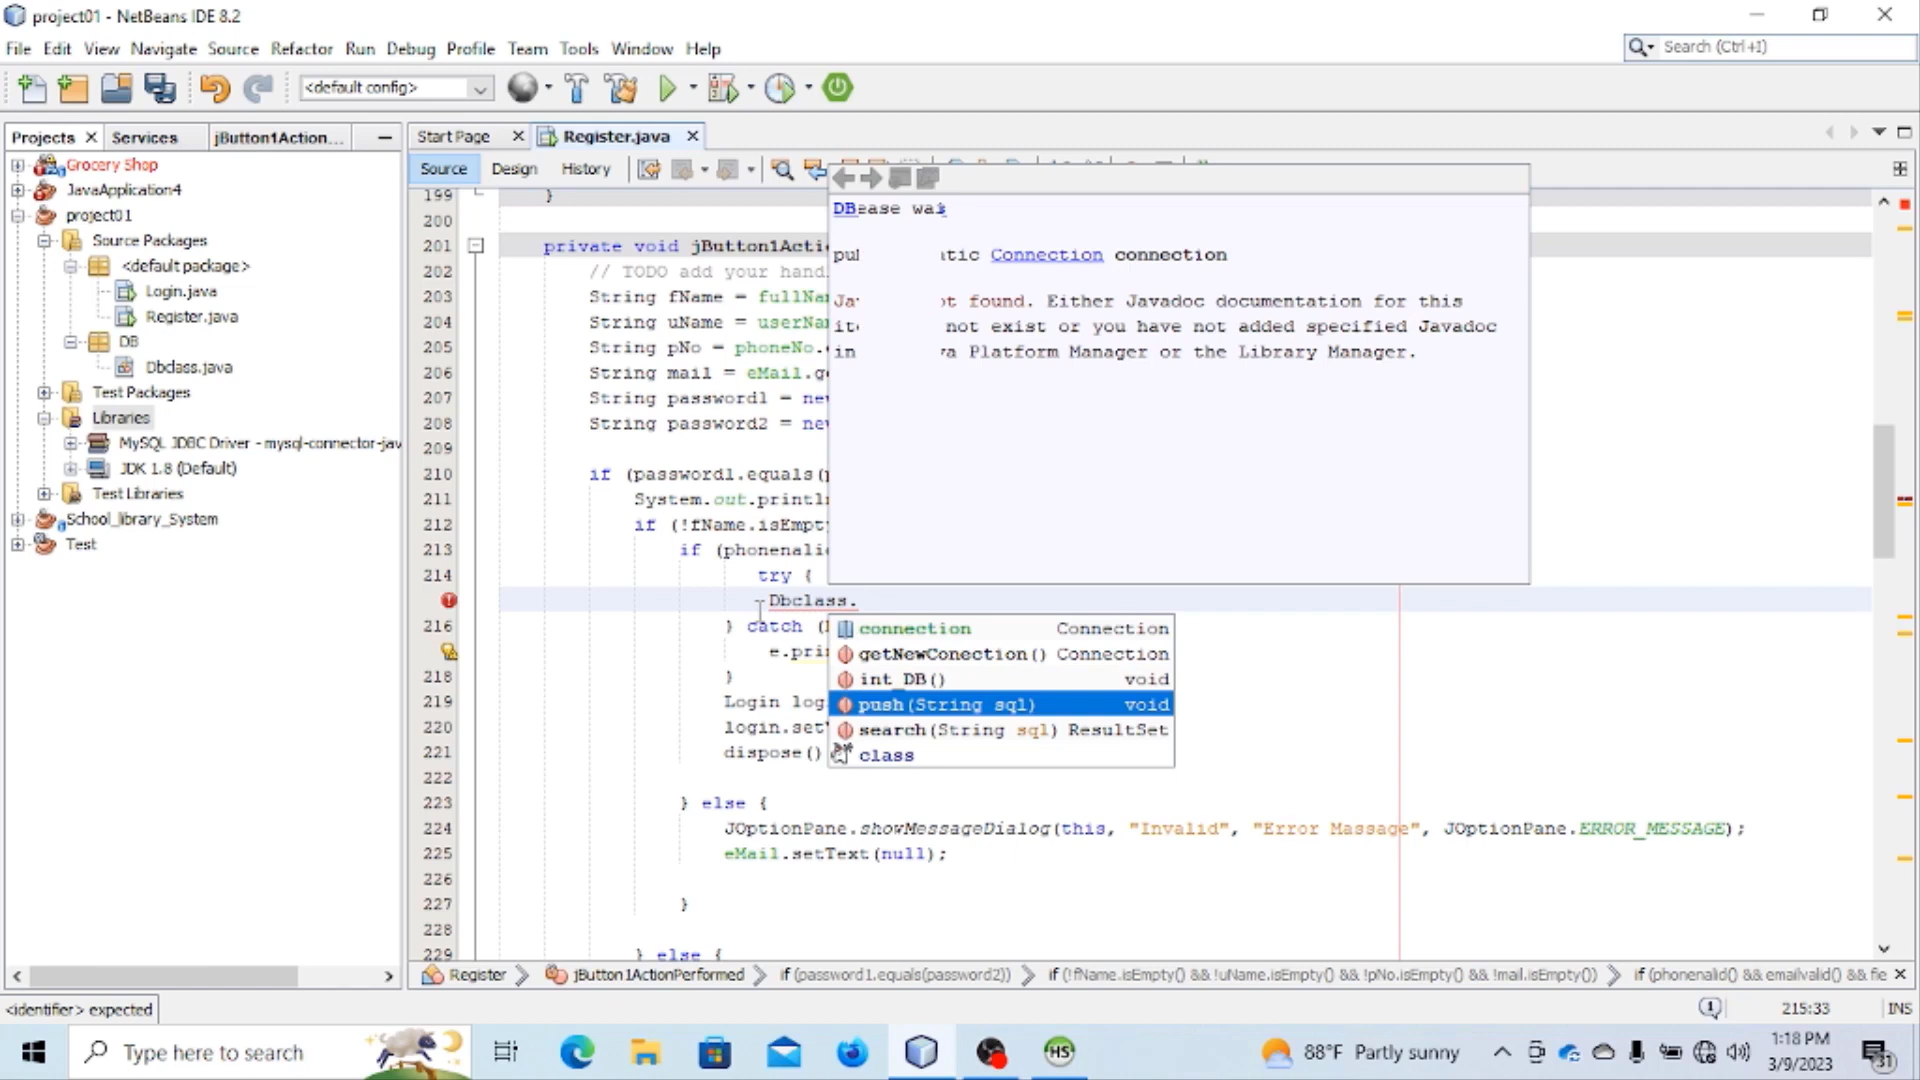 project01 - NetBeans IDE 8.2
File Edit View Navigate Source Refactor Run Debug Profile Team Tools Window Help
Search (Ctrl+I)
<default config>
Projects Services jButton1Action...
Start Page Register.java
Source Design History
Grocery Shop
JavaApplication4
project01
Source Packages
<default package>
Login.java
Register.java
DB
Dbclass.java
Test Packages
Libraries
MySQL JDBC Driver - mysql-connector-jav
JDK 1.8 (Default)
Test Libraries
School_library_System
Test
199 }
200
201 private void jButton1Acti
202 // TODO add your hand
203 String fName = fullNa
204 String uName = userNa
205 String pNo = phoneNo.
206 String mail = eMail.g
207 String password1 = ne
208 String password2 = ne
209
210 if (password1.equals(
211 System.out.print
212 if (!fName.isEmpt
213 if (phonenali
214 try {
Dbclass.
216 } catch (
e.pri
218 }
219 Login log
220 login.set
221 dispose()
222
223 } else {
224 JOptionPane.showMessageDialog(this, "Invalid", "Error Massage", JOptionPane.ERROR_MESSAGE);
225 eMail.setText(null);
226
227 }
228
229 } else {
DB ease wai
pu tic Connection connection
Ja t found. Either Javadoc documentation for this
it not exist or you have not added specified Javadoc
in a Platform Manager or the Library Manager.
connection Connection
getNewConection() Connection
int_DB() void
push(String sql) void
search(String sql) ResultSet
class
Register jButton1ActionPerformed if (password1.equals(password2)) if (!fName.isEmpty() && !uName.isEmpty() && !pNo.isEmpty() && !mail.isEmpty()) if (phonenalid() && emailvalid() && fie
<identifier> expected
215:33 INS
Type here to search
HS
88°F Partly sunny
1:18 PM
3/9/2023
31